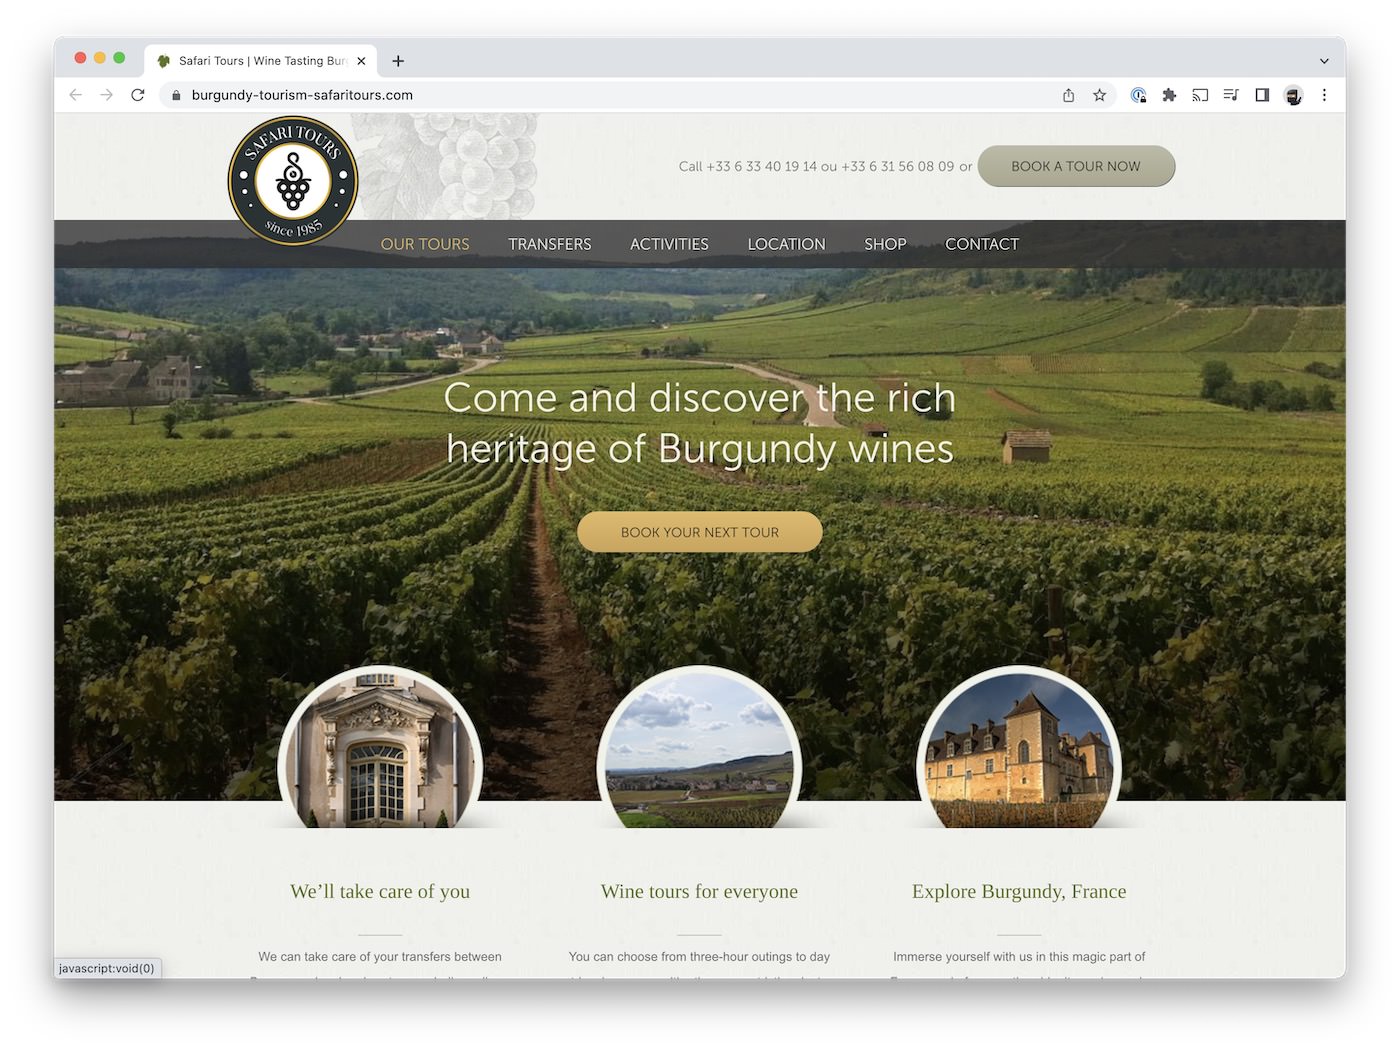 Safari Tours | Wine Tasting Bur
burgundy-tourism-safaritours.com
SAFARI TOURS
since 1985
Call +33 6 33 40 19 14 ou +33 6 31 56 08 09 or
BOOK A TOUR NOW
OUR TOURS
TRANSFERS
ACTIVITIES
LOCATION
SHOP
CONTACT
Come and discover the rich
heritage of Burgundy wines
BOOK YOUR NEXT TOUR
We’ll take care of you
We can take care of your transfers between
Wine tours for everyone
You can choose from three-hour outings to day
Explore Burgundy, France
Immerse yourself with us in this magic part of
javascript:void(0)